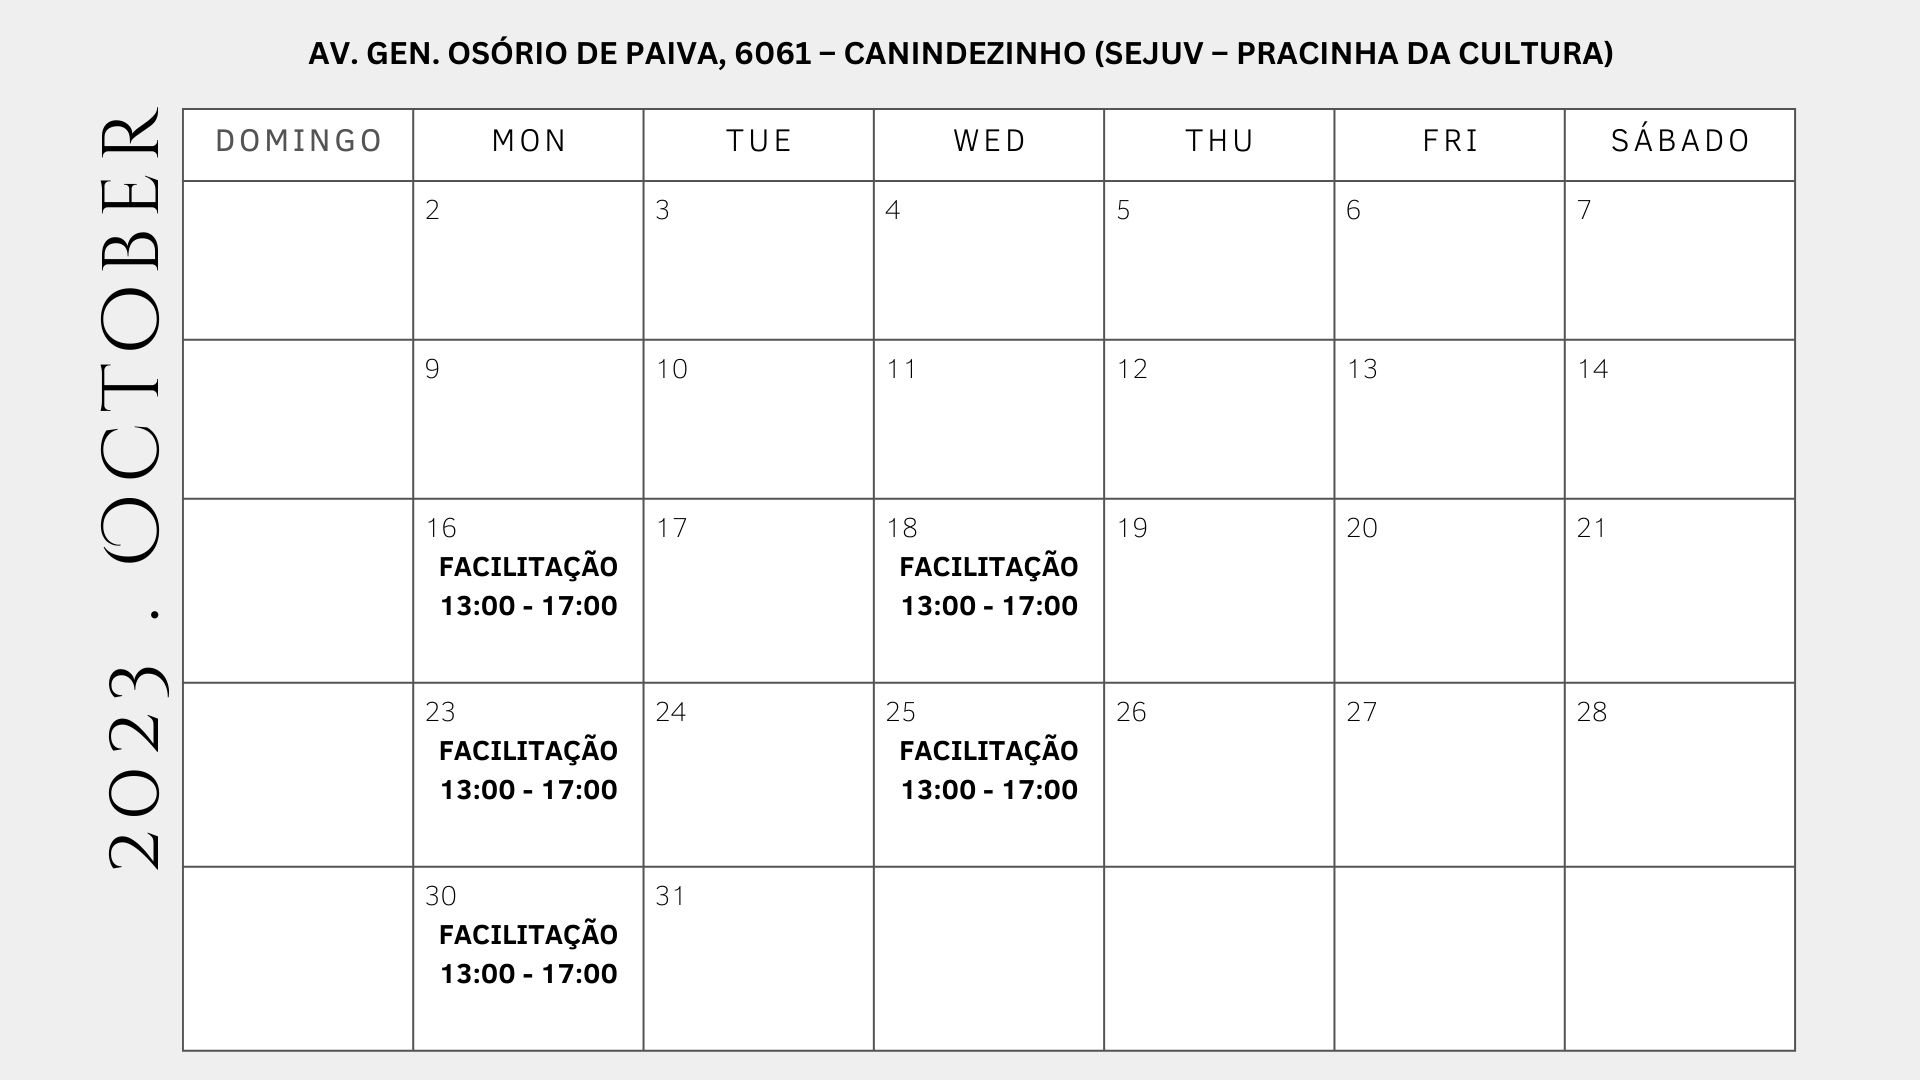 AV. GEN. OSÓRIO DE PAIVA, 6061 – CANINDEZINHO (SEJUV – PRACINHA DA CULTURA)
2023 . OCTOBER
DOMINGO MON TUE WED THU FRI SÁBADO
2 3 4 5 6 7
9 10 11 12 13 14
16 17 18 19 20 21
FACILITAÇÃO FACILITAÇÃO
13:00 - 17:00 13:00 - 17:00
23 24 25 26 27 28
FACILITAÇÃO FACILITAÇÃO
13:00 - 17:00 13:00 - 17:00
30 31
FACILITAÇÃO
13:00 - 17:00